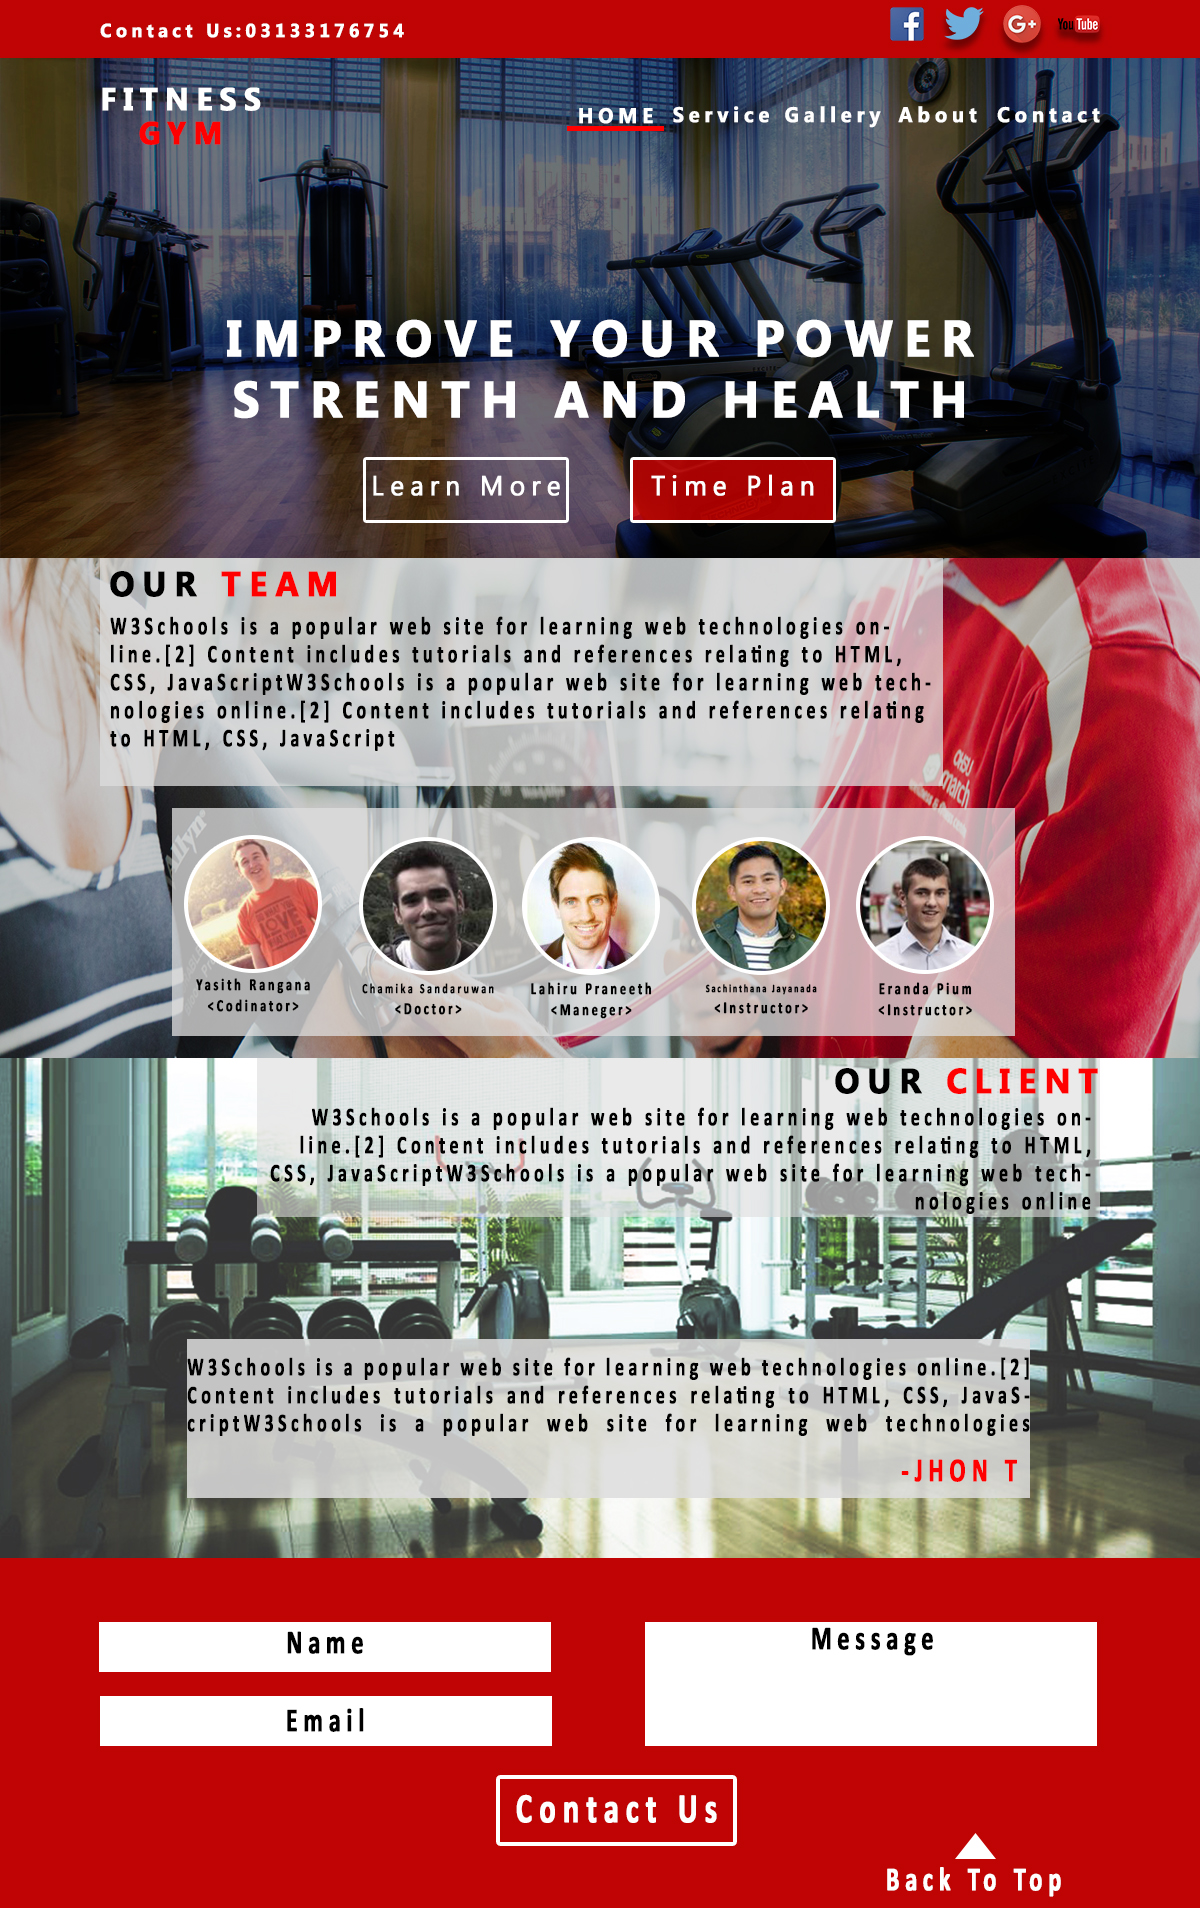 Contact Us:03133176754
You Tube
FITNESS
GYM
HOME Service Gallery About Contact
IMPROVE YOUR POWER
STRENTH AND HEALTH
Learn More
Time Plan
OUR TEAM
W3Schools is a popular web site for learning web technologies on-
line.[2] Content includes tutorials and references relating to HTML,
CSS, JavaScriptW3Schools is a popular web site for learning web tech-
nologies online.[2] Content includes tutorials and references relating
to HTML, CSS, JavaScript
OHSU
march
Yasith Rangana
<Codinator>
Chamika Sandaruwan
<Doctor>
Lahiru Praneeth
<Maneger>
Sachinthana Jayanada
<Instructor>
Eranda Pium
<Instructor>
OUR CLIENT
W3Schools is a popular web site for learning web technologies on-
line.[2] Content includes tutorials and references relating to HTML,
CSS, JavaScriptW3Schools is a popular web site for learning web tech-
nologies online
W3Schools is a popular web site for learning web technologies online.[2]
Content includes tutorials and references relating to HTML, CSS, JavaS-
criptW3Schools is a popular web site for learning web technologies
-JHON T
Name
Message
Email
Contact Us
Back To Top